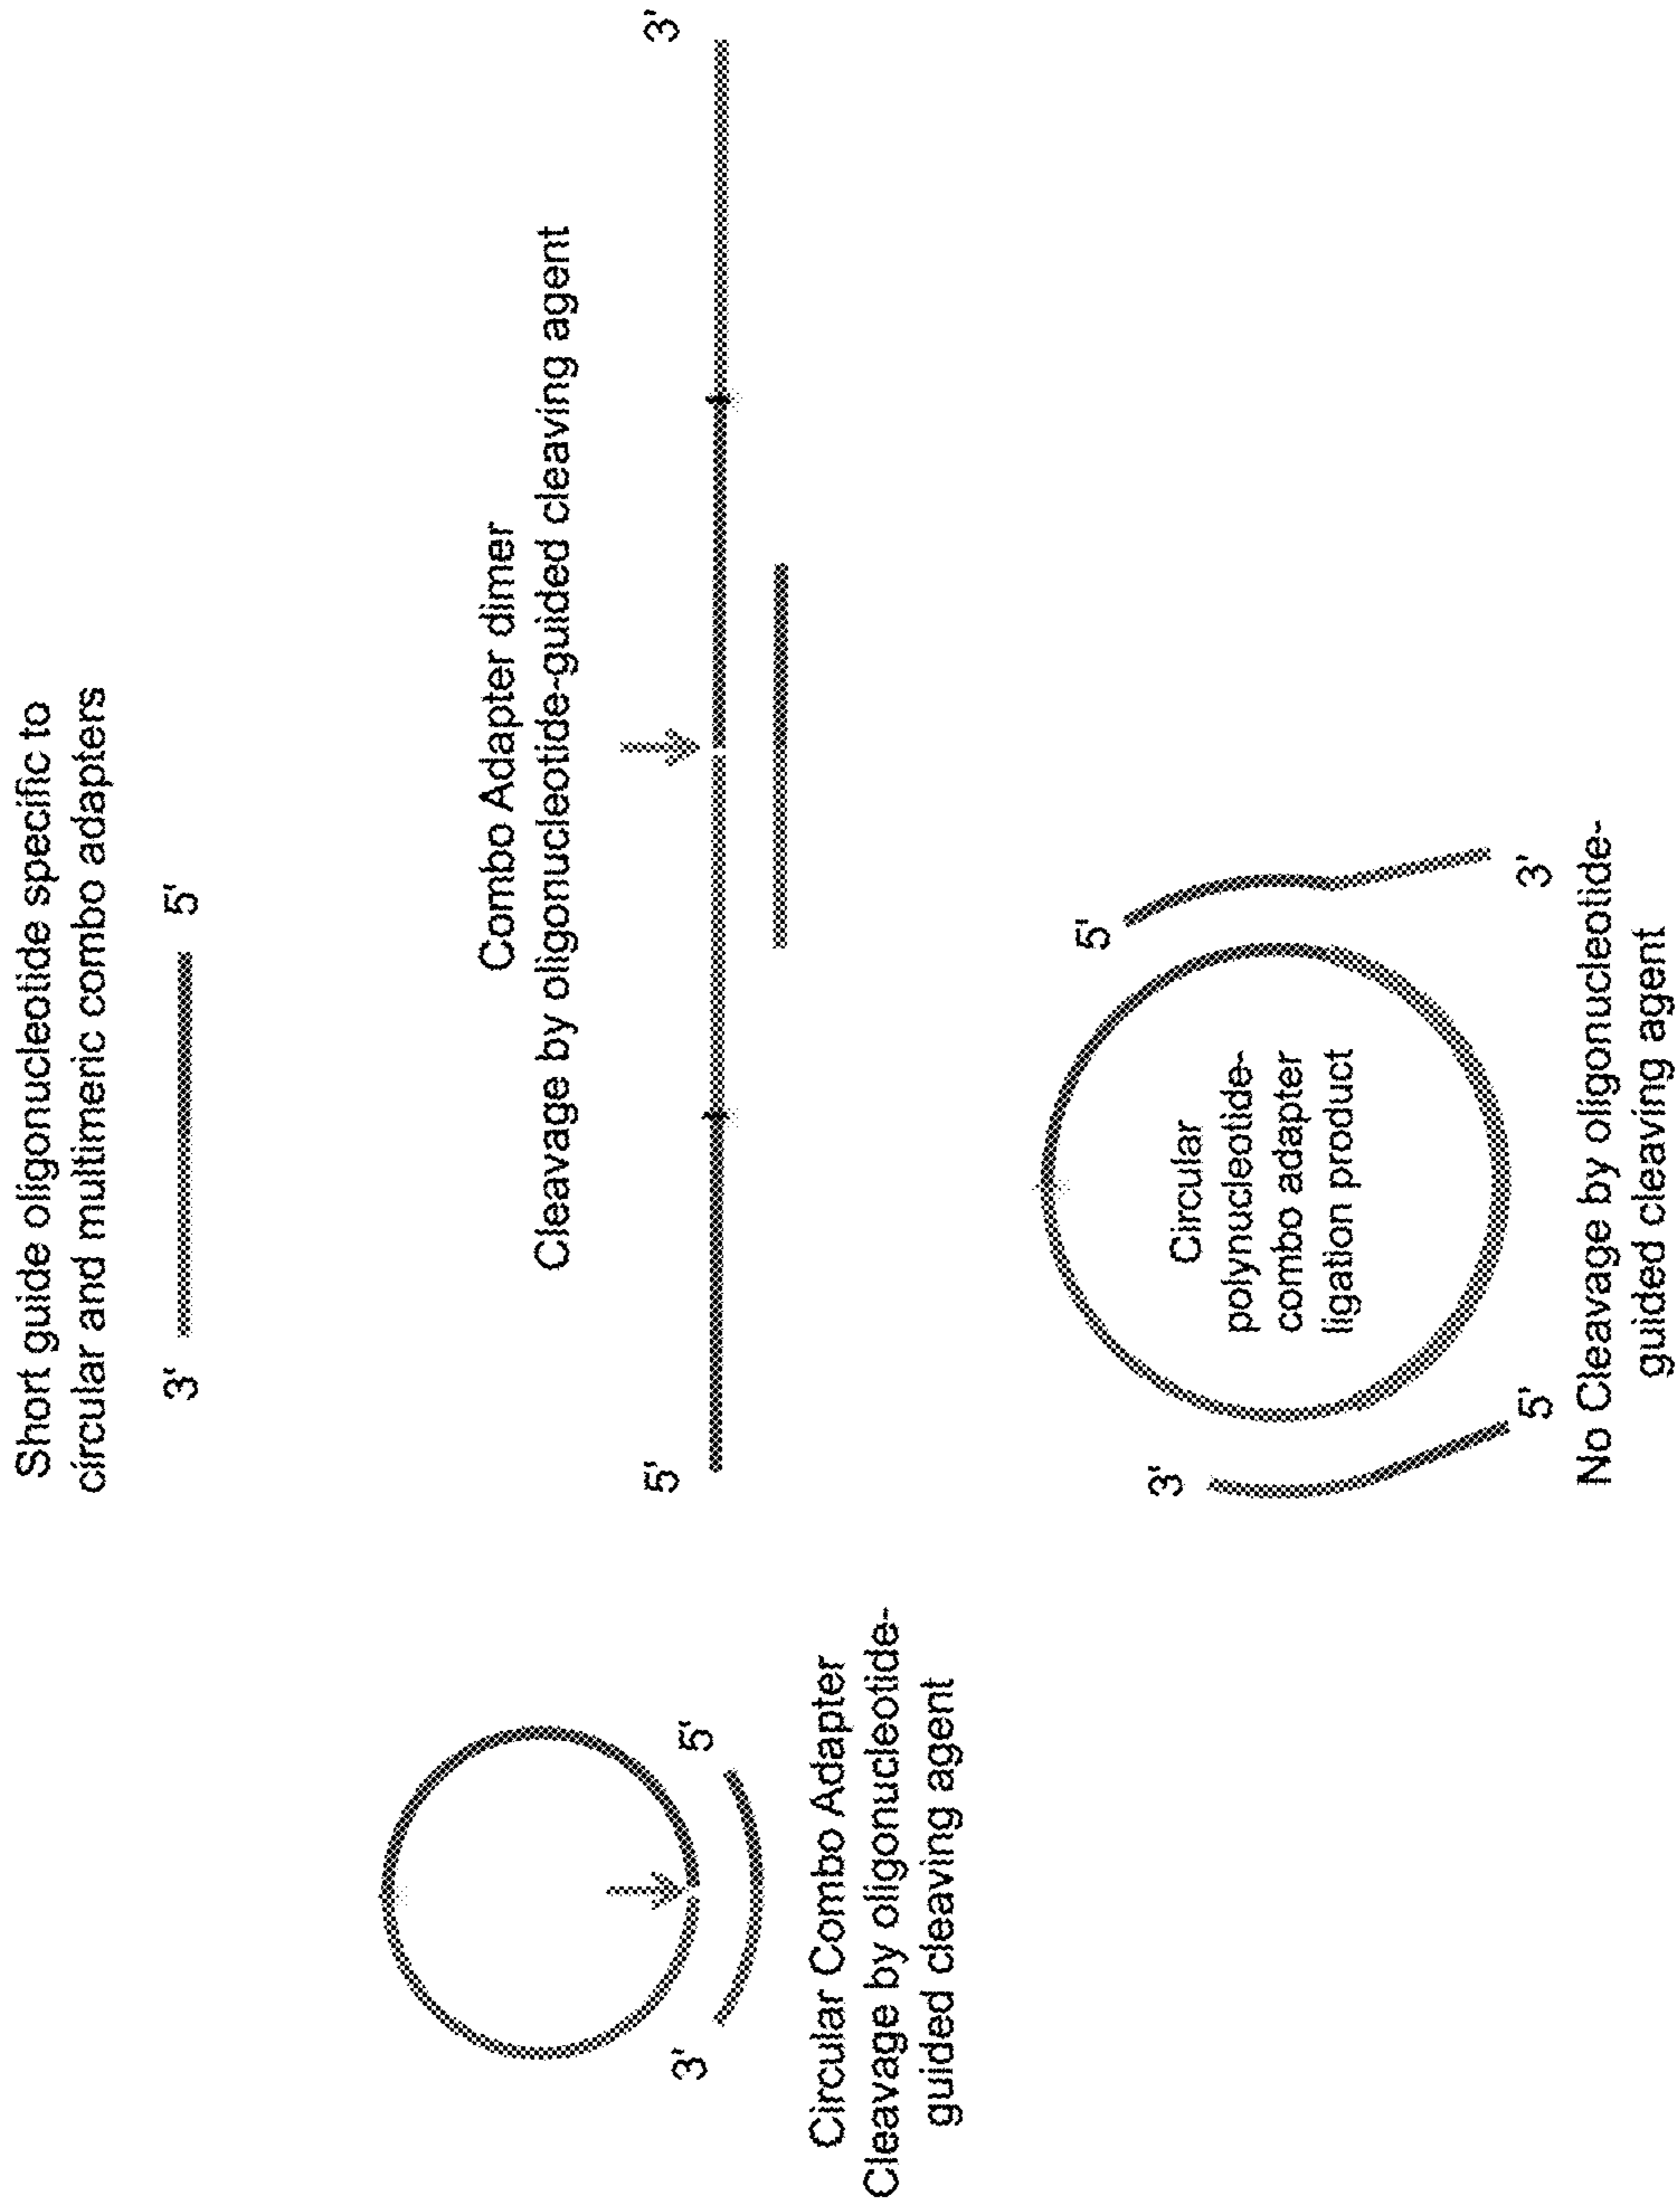 Short guide oligonucleotide specific to
circular and multimeric combo adapters
3' 5'
Combo Adapter dimer
Cleavage by oligonucleotide-guided cleaving agent
5' 3'
3' 5'
Circular Combo Adapter
Cleavage by oligonucleotide-
guided cleaving agent
5'
3'
Circular
polynucleotide-
combo adapter
ligation product
5'
3'
No Cleavage by oligonucleotide-
guided cleaving agent